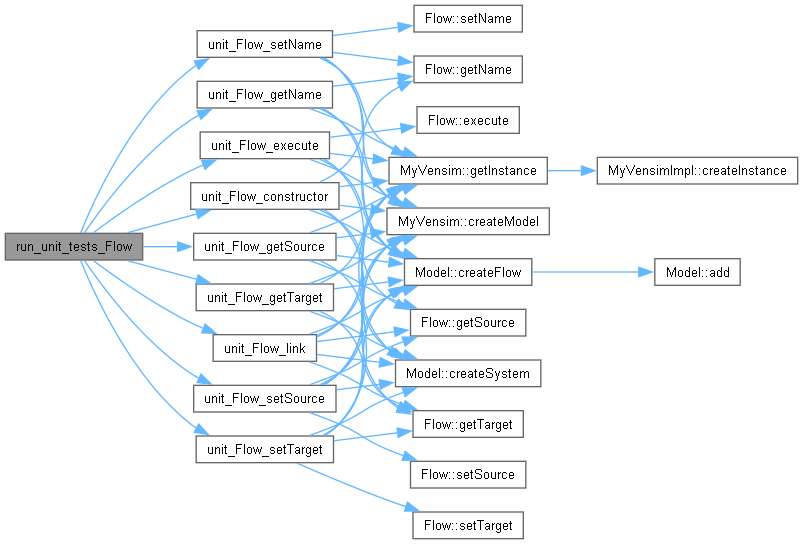 run_unit_tests_Flow
unit_Flow_setName
unit_Flow_getName
unit_Flow_execute
unit_Flow_constructor
unit_Flow_getSource
unit_Flow_getTarget
unit_Flow_link
unit_Flow_setSource
unit_Flow_setTarget
Flow::setName
Flow::getName
Flow::execute
MyVensim::getInstance
MyVensim::createModel
Model::createFlow
Flow::getSource
Model::createSystem
Flow::getTarget
Flow::setSource
Flow::setTarget
MyVensimImpl::createInstance
Model::add